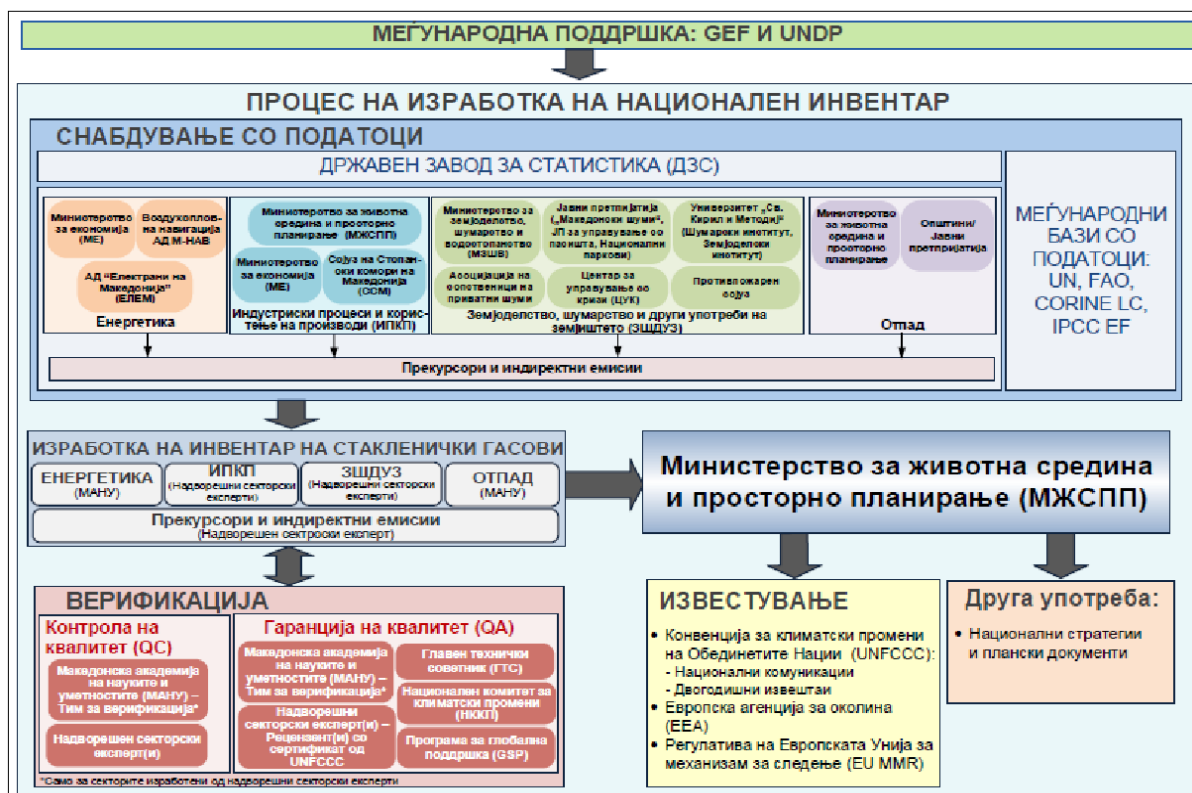 МЕЃУНАРОДНА ПОДДРШКА: GEF И UNDP
ПРОЦЕС НА ИЗРАБОТКА НА НАЦИОНАЛЕН ИНВЕНТАР
СНАБДУВАЊЕ СО ПОДАТОЦИ
ДРЖАВЕН ЗАВОД ЗА СТАТИСТИКА (ДЗС)
Министерство
за економија
(МЕ)
Воздухоплов-
на навигација
АД М-НАВ
АД "Електрани на
Македонија"
(ЕЛЕМ)
Енергетика
Министерство за животна
средина и просторно
планирање (МЖСПП)
Министерство
за економија
(МЕ)
Сојуз на Стопан-
ски комори на
Македонија
(ССМ)
Индустриски процеси и корис-
тење на производи (ИПКП)
Министерство за
земјоделство,
шумарство и
водостопанство
(МЗШВ)
Јавни претпијатија
(„Македонски шуми“,
ЈП за управување со
пасишта, Национални
паркови)
Универзитет „Св.
Кирил и Методиј“
(Шумарски институт,
Земјоделски
институт)
Асоцијација на
сопственици на
приватни шуми
Центар за
управување со
кризи (ЦУК)
Противпожарен
сојуз
Земјоделство, шумарство и други употреби на
земјиштето (ЗШДУЗ)
Министерство
за животна
средина и
просторно
планирање
Општини/
Јавни
претпријатија
Отпад
Прекурсори и индиректни емисии
МЕЃУНАРОДНИ
БАЗИ СО
ПОДАТОЦИ:
UN, FAO,
CORINE LC,
IPCC EF
ИЗРАБОТКА НА ИНВЕНТАР НА СТАКЛЕНИЧКИ ГАСОВИ
ЕНЕРГЕТИКА
(МАНУ)
ИПКП
(Надворешни секторски
експерти)
ЗШДУЗ
(Надворешни секторски
експерти)
ОТПАД
(МАНУ)
Прекурсори и индиректни емисии
(Надворешен сектроски експерт)
Министерство за животна средина
и просторно планирање (МЖСПП)
ВЕРИФИКАЦИЈА
Контрола на
квалитет (QC)
Македонска академија
на науките и
уметностите (МАНУ) –
Тим за верификација*
Надворешен секторски
експерт(и)
Гаранција на квалитет (QA)
Македонска академија
на науките и
уметностите (МАНУ) –
Тим за верификација*
Надворешни
секторски експерт(и) –
Рецензент(и) со
сертификат од
UNFCCC
Главен технички
советник (ГТС)
Национален комитет за
климатски промени
(НККП)
Програма за глобална
поддршка (GSP)
*Само за секторите изработени од надворешни секторски експерти
ИЗВЕСТУВАЊЕ
• Конвенција за климатски промени
на Обединетите Нации (UNFCCC):
- Национални комуникации
- Двогодишни извештаи
• Европска агенција за околина
(EEA)
• Регулатива на Европската Унија за
механизам за следење (EU MMR)
Друга употреба:
• Национални стратегии
и плански документи